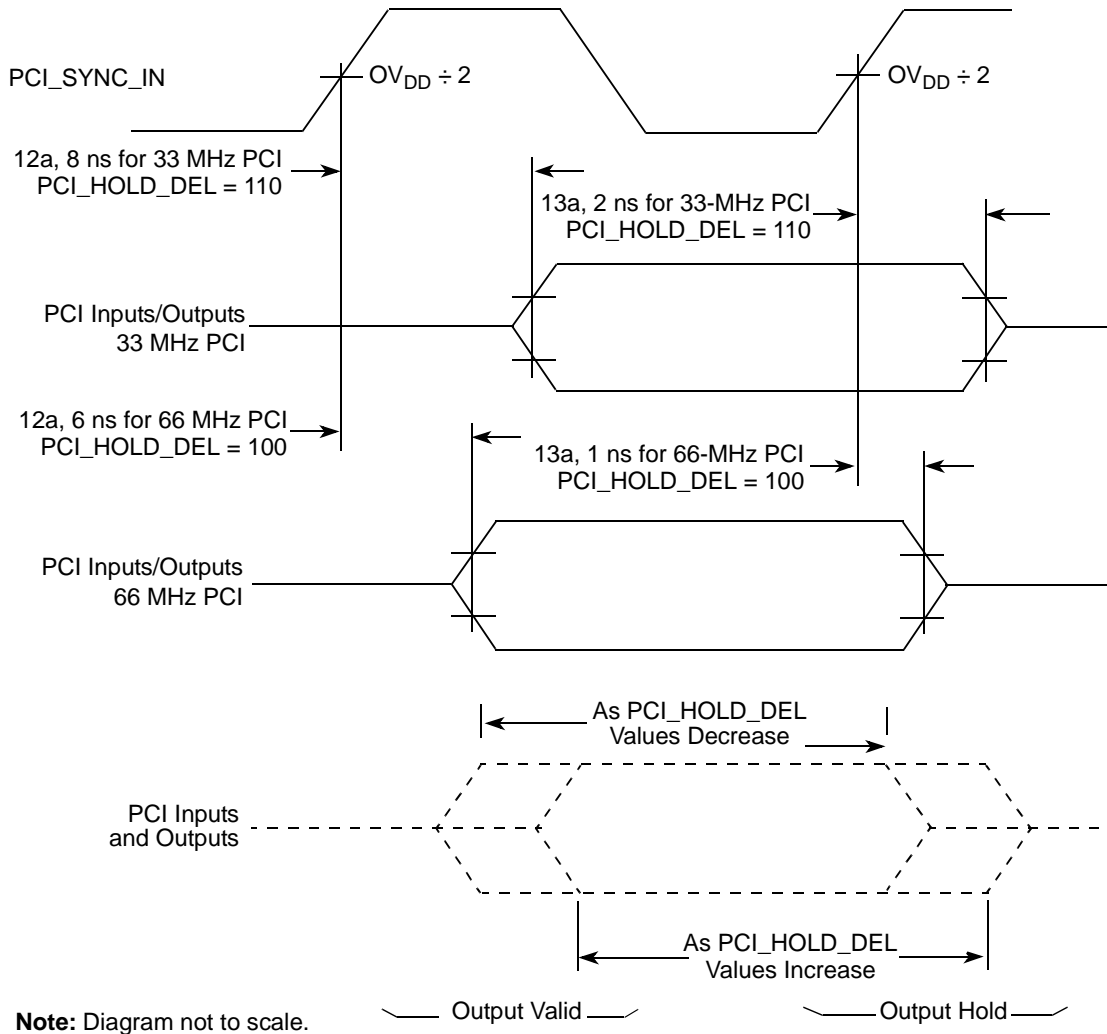 PCI_SYNC_IN
OVDD ÷ 2
OVDD ÷ 2
12a, 8 ns for 33 MHz PCI
PCI_HOLD_DEL = 110
13a, 2 ns for 33-MHz PCI
PCI_HOLD_DEL = 110
PCI Inputs/Outputs
33 MHz PCI
12a, 6 ns for 66 MHz PCI
PCI_HOLD_DEL = 100
13a, 1 ns for 66-MHz PCI
PCI_HOLD_DEL = 100
PCI Inputs/Outputs
66 MHz PCI
As PCI_HOLD_DEL
Values Decrease
PCI Inputs
and Outputs
As PCI_HOLD_DEL
Values Increase
Note: Diagram not to scale.
Output Valid
Output Hold